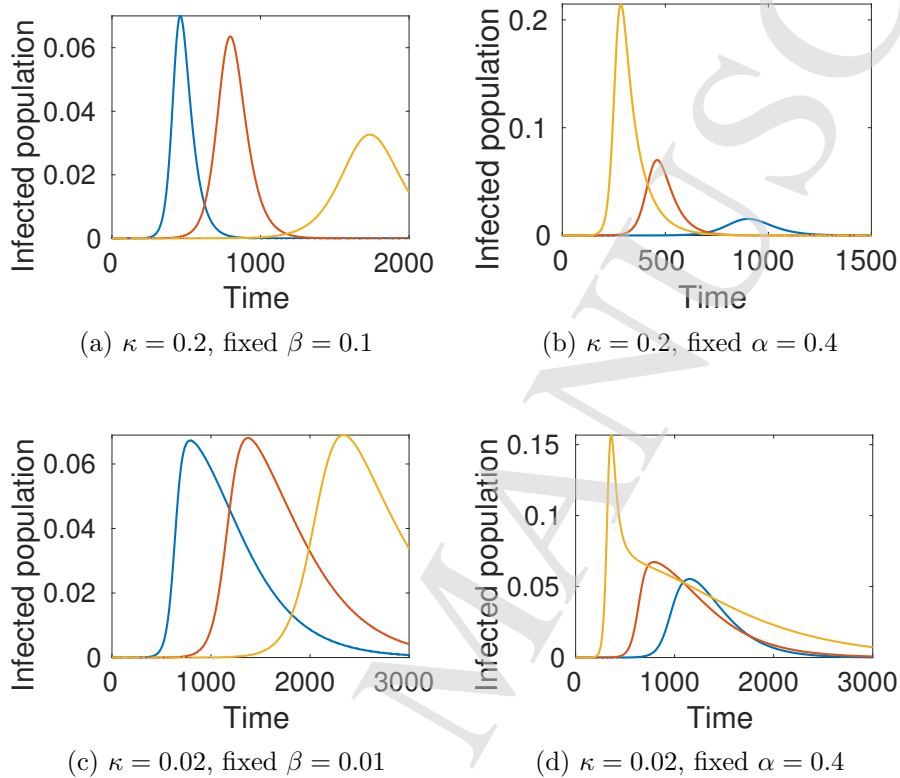 0.06
0.04
0.02
0
Infected population
0 1000 2000
Time
(a) κ = 0.2, fixed β = 0.1
0.2
0.1
0
Infected population
0 500 1000 1500
Time
(b) κ = 0.2, fixed α = 0.4
0.06
0.04
0.02
0
Infected population
0 1000 2000 3000
Time
(c) κ = 0.02, fixed β = 0.01
0.15
0.1
0.05
0
Infected population
0 1000 2000 3000
Time
(d) κ = 0.02, fixed α = 0.4
MANUSC